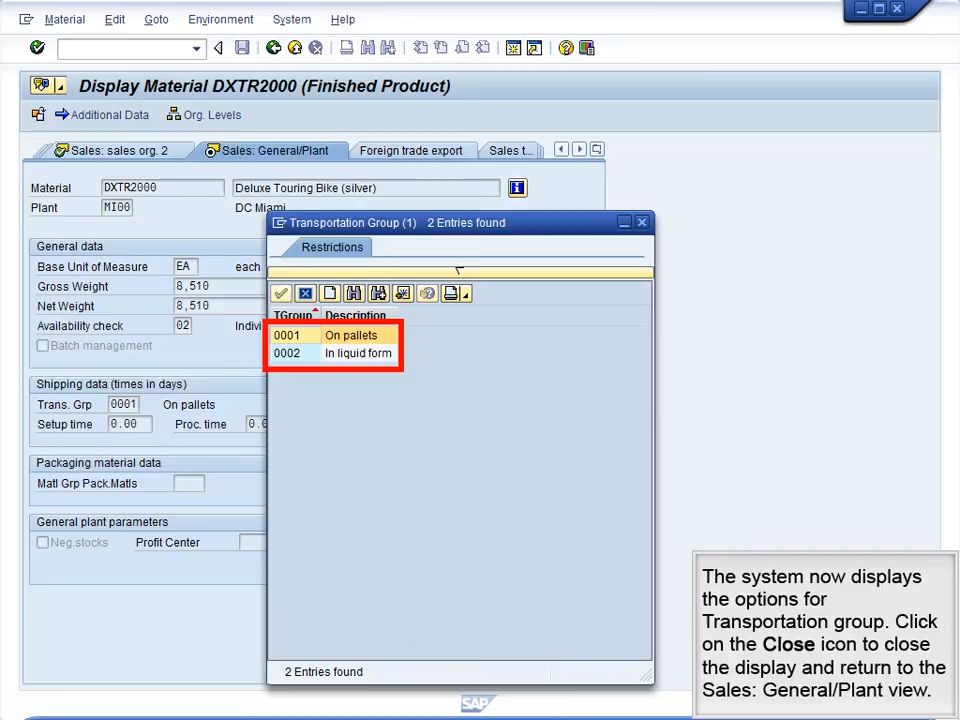 Material Edit Goto Environment System Help
Display Material DXTR2000 (Finished Product)
Additional Data Org. Levels
Sales: sales org. 2 Sales: General/Plant Foreign trade export Sales t...
Material DXTR2000 Deluxe Touring Bike (silver)
Plant MI00 DC Miami
Transportation Group (1) 2 Entries found
Restrictions
General data
Base Unit of Measure EA each
Gross Weight 8,510
Net Weight 8,510
Availability check 02 Indivi
Batch management
TGroup Description
0001 On pallets
0002 In liquid form
Shipping data (times in days)
Trans. Grp 0001 On pallets
Setup time 0.00 Proc. time 0.0
Packaging material data
Matl Grp Pack.Matls
General plant parameters
Neg.stocks Profit Center
2 Entries found
The system now displays
the options for
Transportation group. Click
on the Close icon to close
the display and return to the
Sales: General/Plant view.
SAP